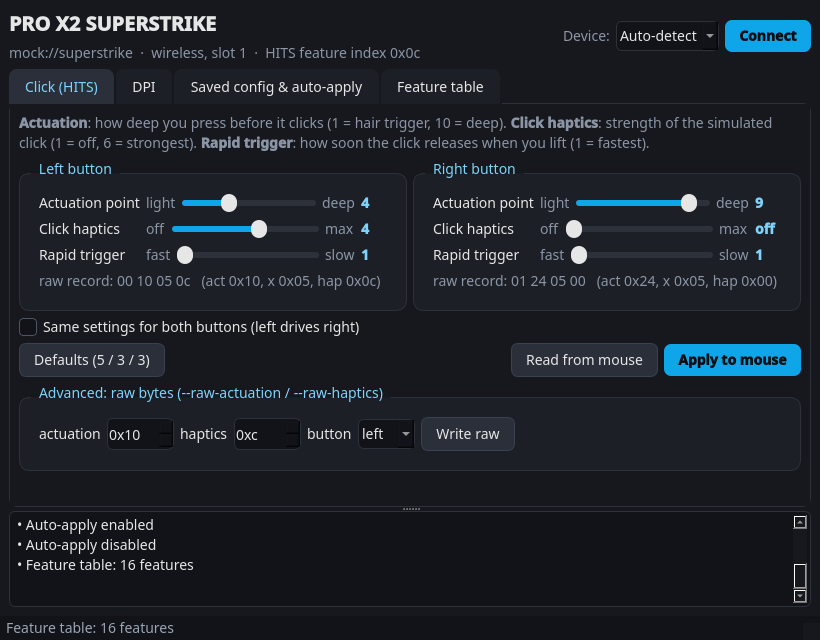 PRO X2 SUPERSTRIKE
mock://superstrike · wireless, slot 1 · HITS feature index 0x0c
Device: Auto-detect Connect
Click (HITS) DPI Saved config & auto-apply Feature table
Actuation: how deep you press before it clicks (1 = hair trigger, 10 = deep). Click haptics: strength of the simulated
click (1 = off, 6 = strongest). Rapid trigger: how soon the click releases when you lift (1 = fastest).
Left button
Actuation point light deep 4
Click haptics off max 4
Rapid trigger fast slow 1
raw record: 00 10 05 0c (act 0x10, x 0x05, hap 0x0c)
Right button
Actuation point light deep 9
Click haptics off max off
Rapid trigger fast slow 1
raw record: 01 24 05 00 (act 0x24, x 0x05, hap 0x00)
Same settings for both buttons (left drives right)
Defaults (5 / 3 / 3) Read from mouse Apply to mouse
Advanced: raw bytes (--raw-actuation / --raw-haptics)
actuation 0x10 haptics 0xc button left Write raw
• Auto-apply enabled
• Auto-apply disabled
• Feature table: 16 features
Feature table: 16 features